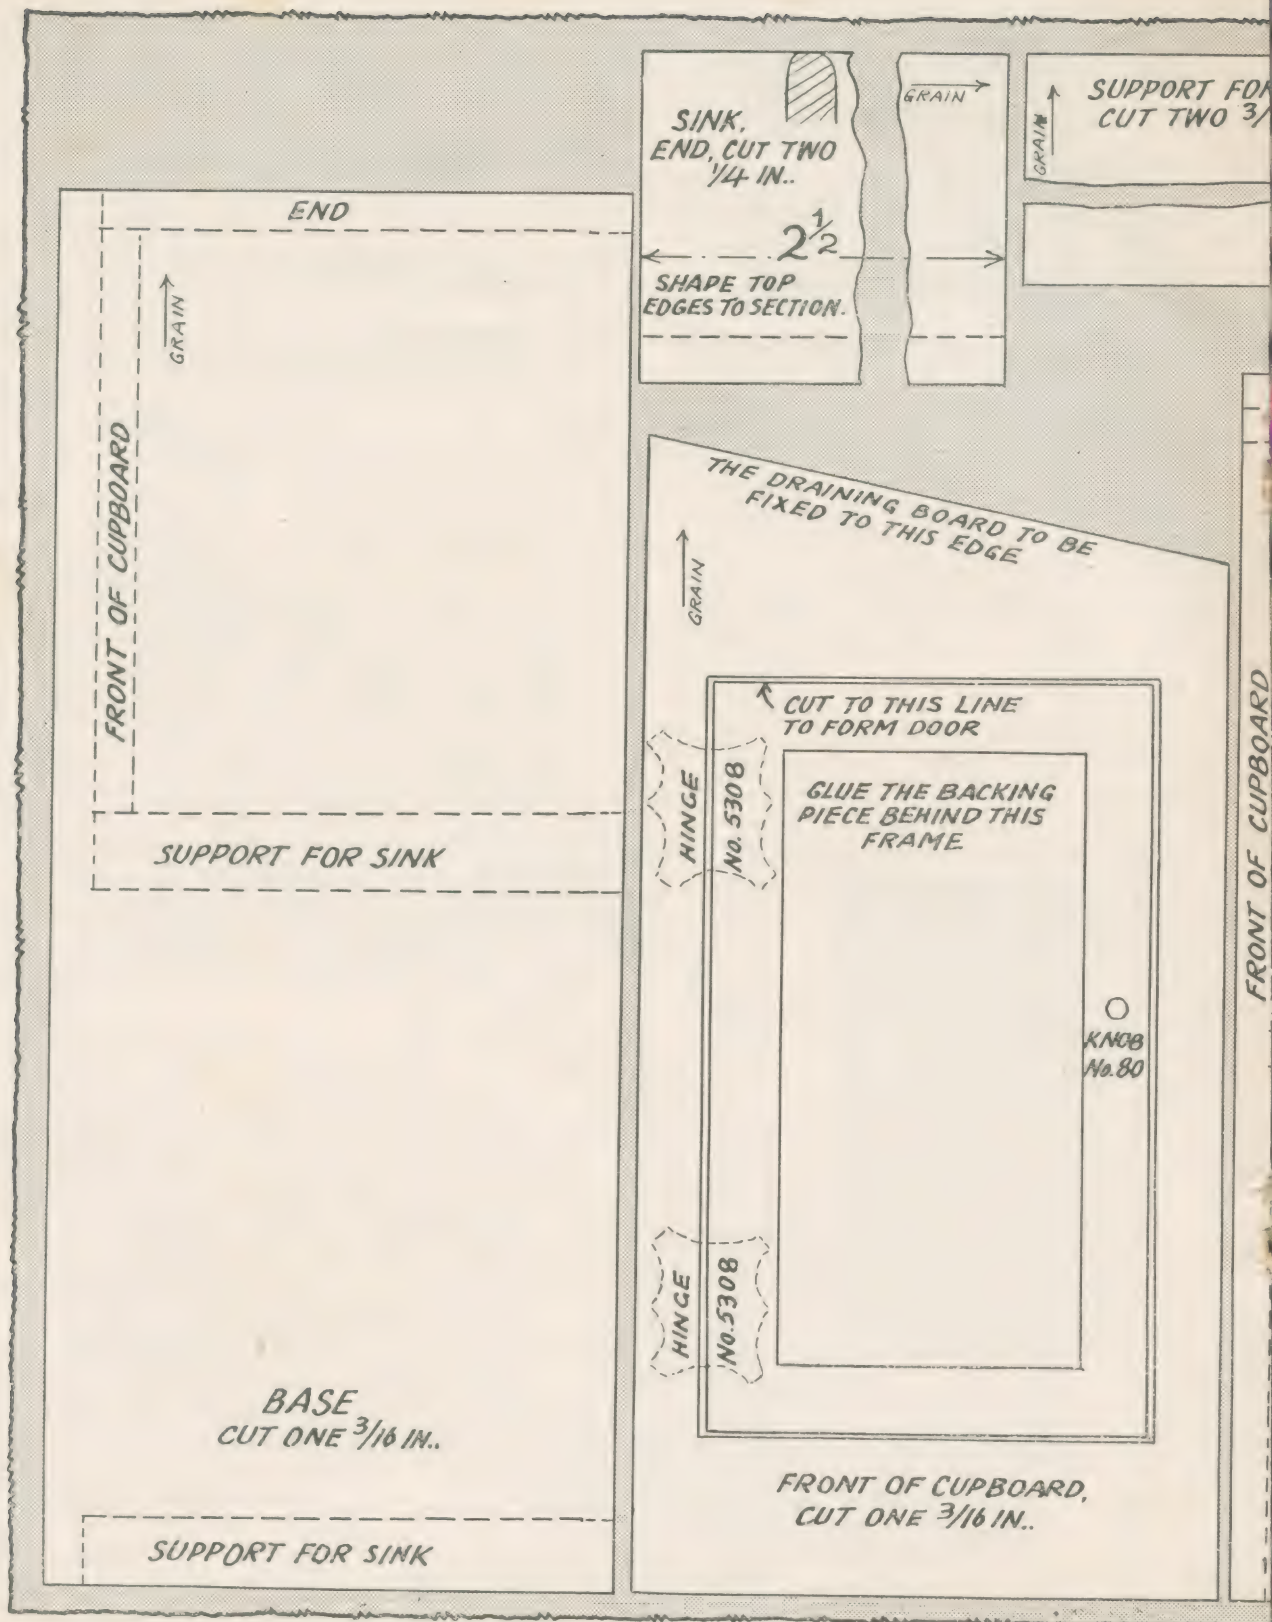 END
GRAIN
FRONT OF CUPBOARD
SUPPORT FOR SINK
BASE
CUT ONE 3/16 IN..
SUPPORT FOR SINK
SINK,
END, CUT TWO
1/4 IN..
GRAIN
2 1/2
SHAPE TOP
EDGES TO SECTION.
GRAIN
SUPPORT FOR
CUT TWO 3/
THE DRAINING BOARD TO BE
FIXED TO THIS EDGE
GRAIN
CUT TO THIS LINE
TO FORM DOOR
HINGE
No. 5308
GLUE THE BACKING
PIECE BEHIND THIS
FRAME
KNOB
No. 80
HINGE
No. 5308
FRONT OF CUPBOARD,
CUT ONE 3/16 IN..
FRONT OF CUPBOARD